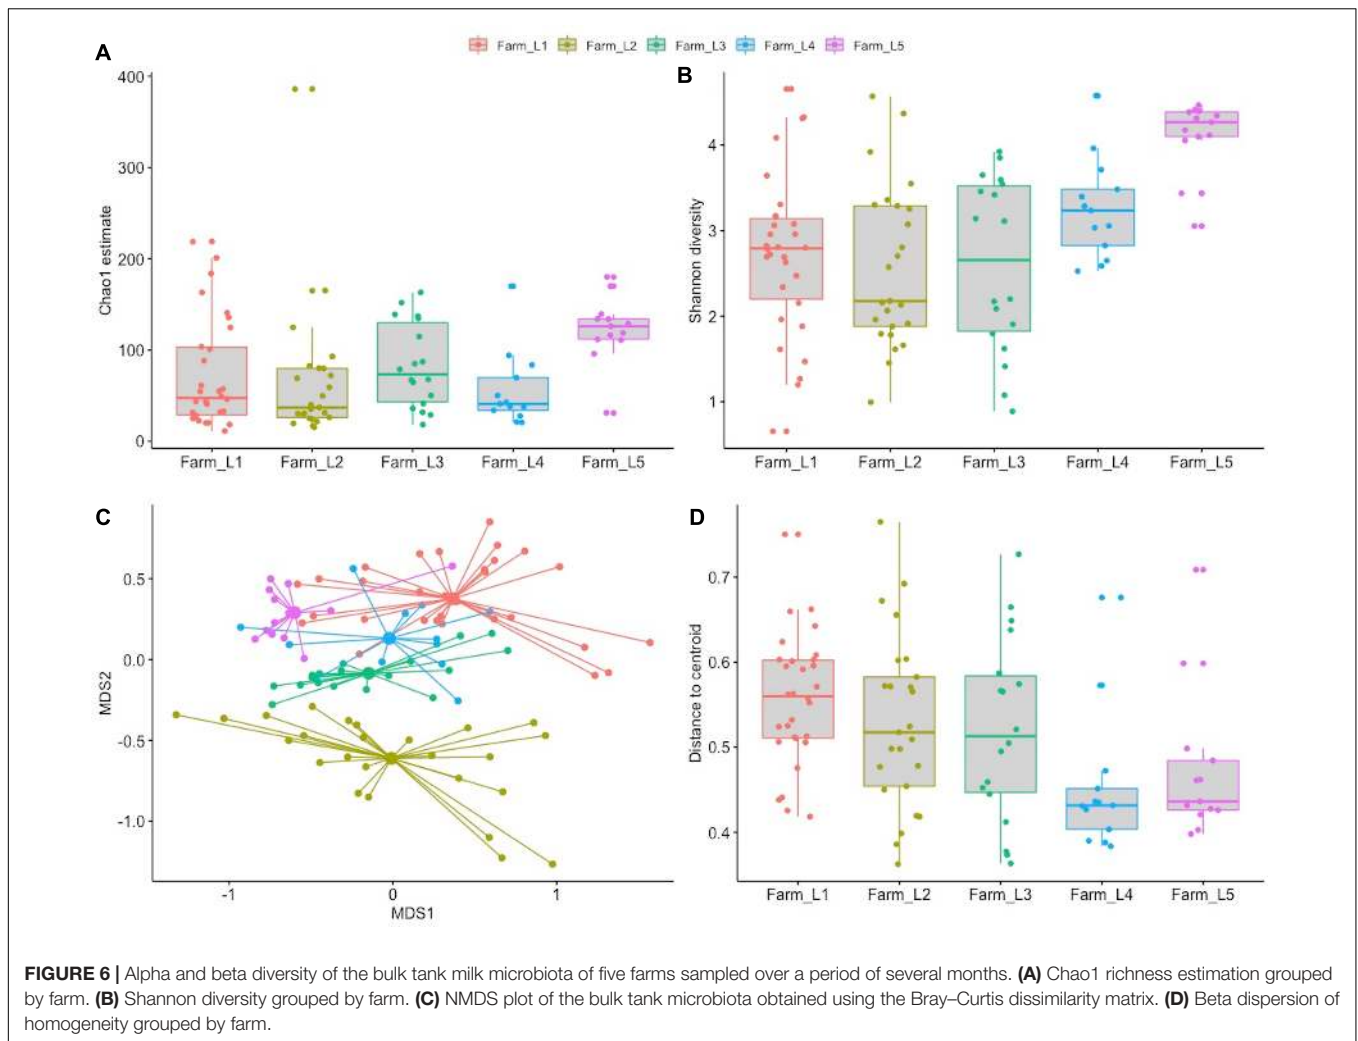 Farm_L1 Farm_L2 Farm_L3 Farm_L4 Farm_L5
A
Chao1 estimate
400
300
200
100
0
Farm_L1 Farm_L2 Farm_L3 Farm_L4 Farm_L5
B
Shannon diversity
4
3
2
1
Farm_L1 Farm_L2 Farm_L3 Farm_L4 Farm_L5
C
MDS2
0.5
0.0
-0.5
-1.0
-1 0 1
MDS1
D
Distance to centroid
0.7
0.6
0.5
0.4
Farm_L1 Farm_L2 Farm_L3 Farm_L4 Farm_L5
FIGURE 6 | Alpha and beta diversity of the bulk tank milk microbiota of five farms sampled over a period of several months. (A) Chao1 richness estimation grouped
by farm. (B) Shannon diversity grouped by farm. (C) NMDS plot of the bulk tank microbiota obtained using the Bray–Curtis dissimilarity matrix. (D) Beta dispersion of
homogeneity grouped by farm.